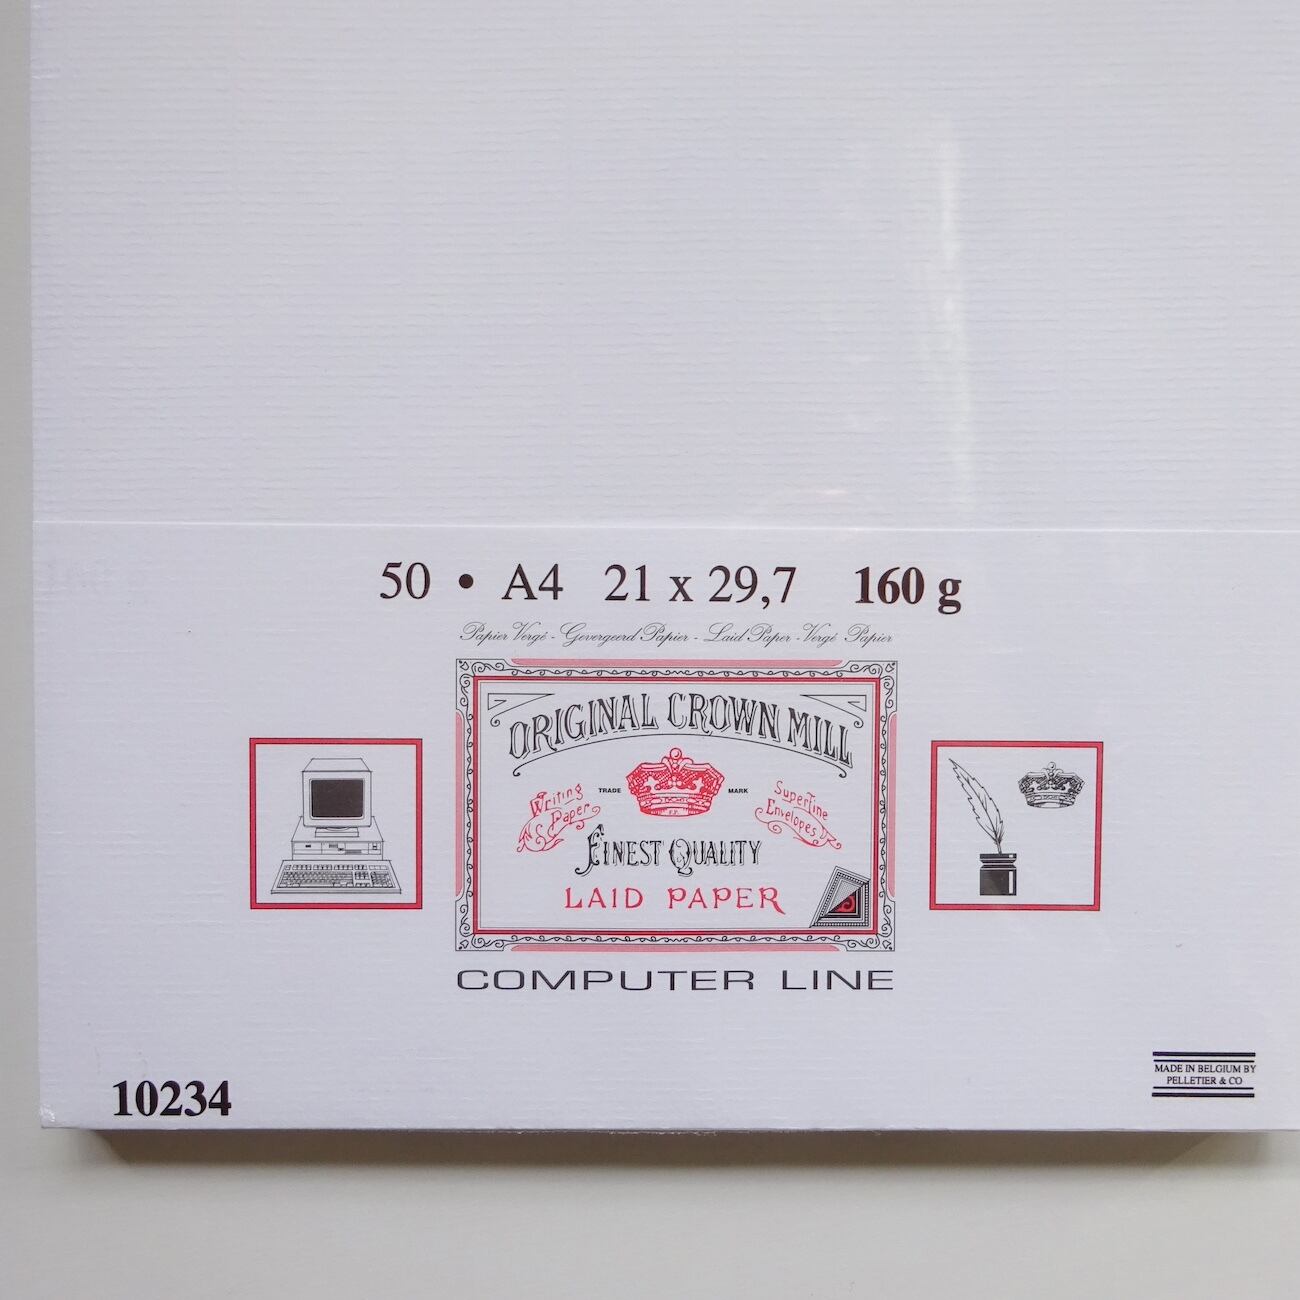 50 • A4 21 x 29,7 160 g
Papier Vergé - Gevergeerd Papier - Laid Paper - Vergé Papier
ORIGINAL CROWN MILL
Writing Paper
TRADE MARK
Superfine Envelopes
FINEST QUALITY
LAID PAPER
COMPUTER LINE
10234
MADE IN BELGIUM BY
PELLETIER & CO